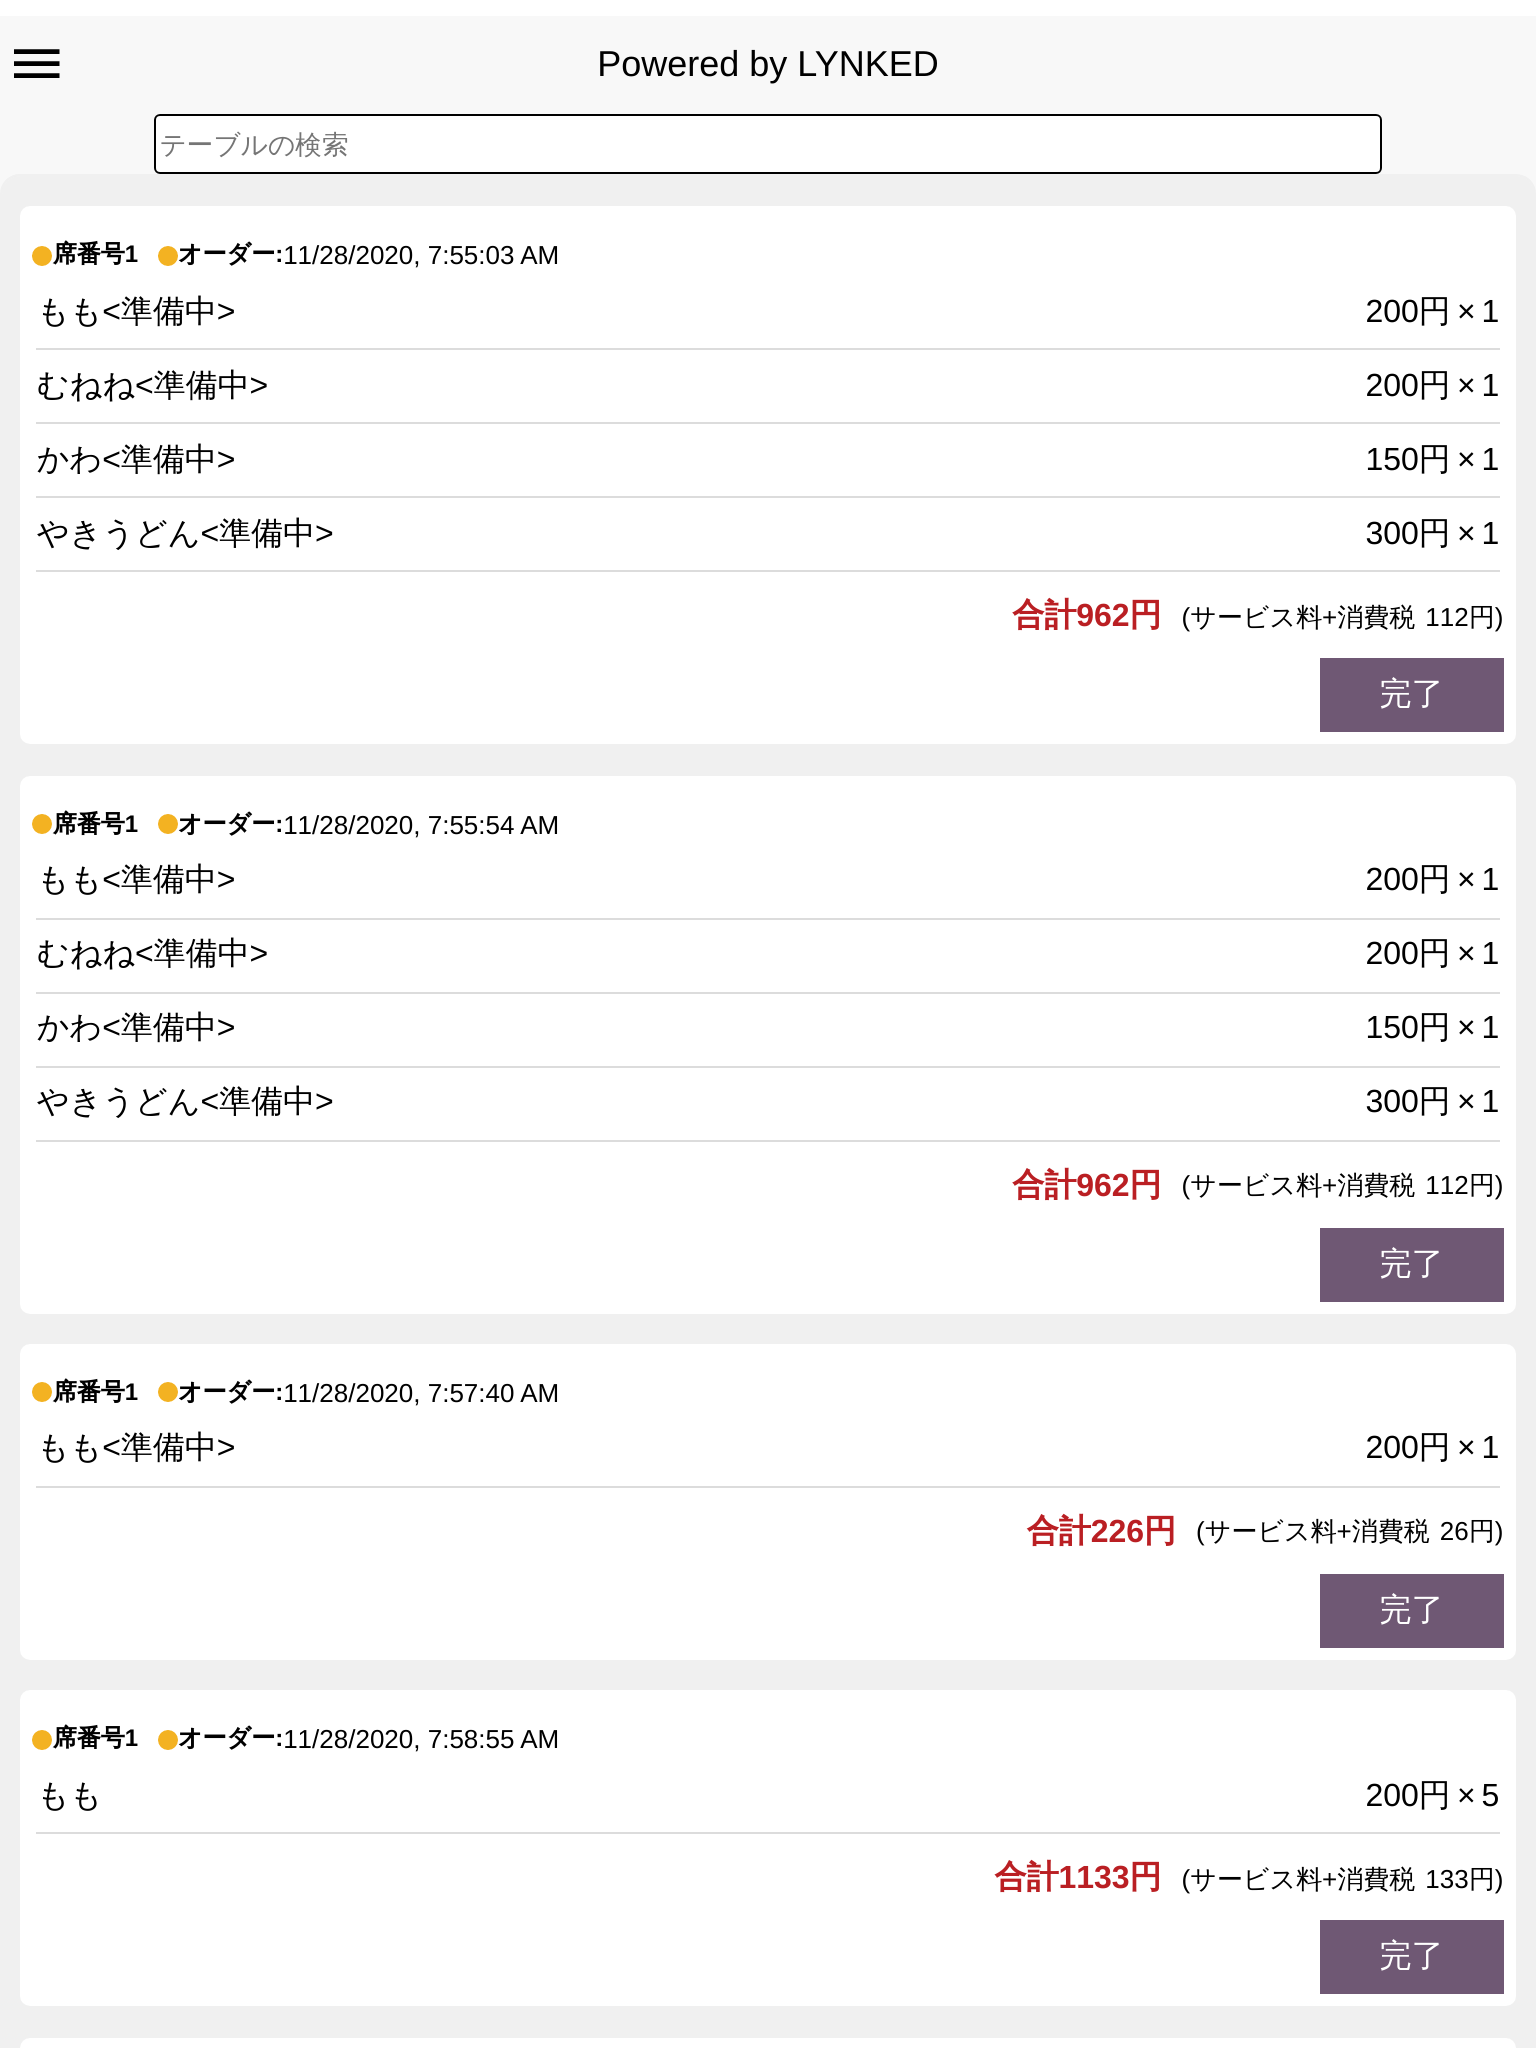 Powered by LYNKED
テーブルの検索
席番号1 オーダー:11/28/2020, 7:55:03 AM
もも<準備中> 200円 × 1
むねね<準備中> 200円 × 1
かわ<準備中> 150円 × 1
やきうどん<準備中> 300円 × 1
合計962円 (サービス料+消費税 112円)
完了
席番号1 オーダー:11/28/2020, 7:55:54 AM
もも<準備中> 200円 × 1
むねね<準備中> 200円 × 1
かわ<準備中> 150円 × 1
やきうどん<準備中> 300円 × 1
合計962円 (サービス料+消費税 112円)
完了
席番号1 オーダー:11/28/2020, 7:57:40 AM
もも<準備中> 200円 × 1
合計226円 (サービス料+消費税 26円)
完了
席番号1 オーダー:11/28/2020, 7:58:55 AM
もも 200円 × 5
合計1133円 (サービス料+消費税 133円)
完了